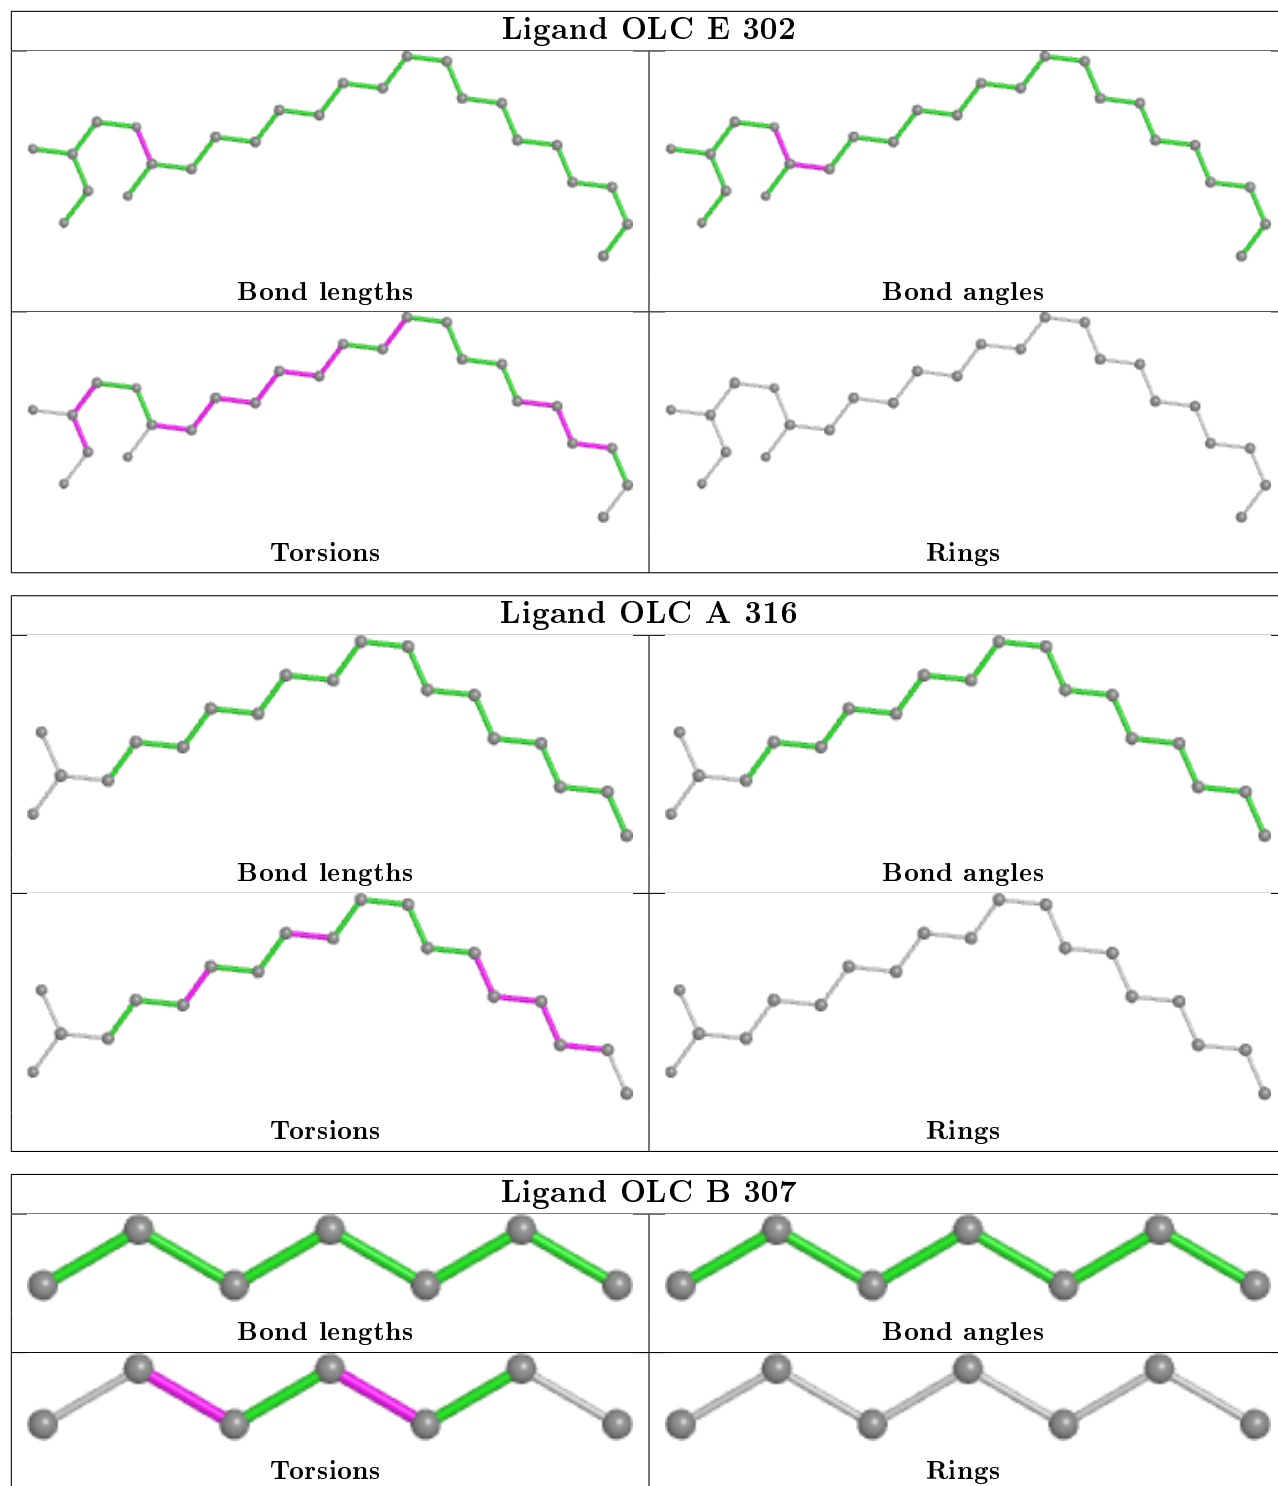 Ligand OLC E 302
Bond lengths
Bond angles
Torsions
Rings
Ligand OLC A 316
Bond lengths
Bond angles
Torsions
Rings
Ligand OLC B 307
Bond lengths
Bond angles
Torsions
Rings